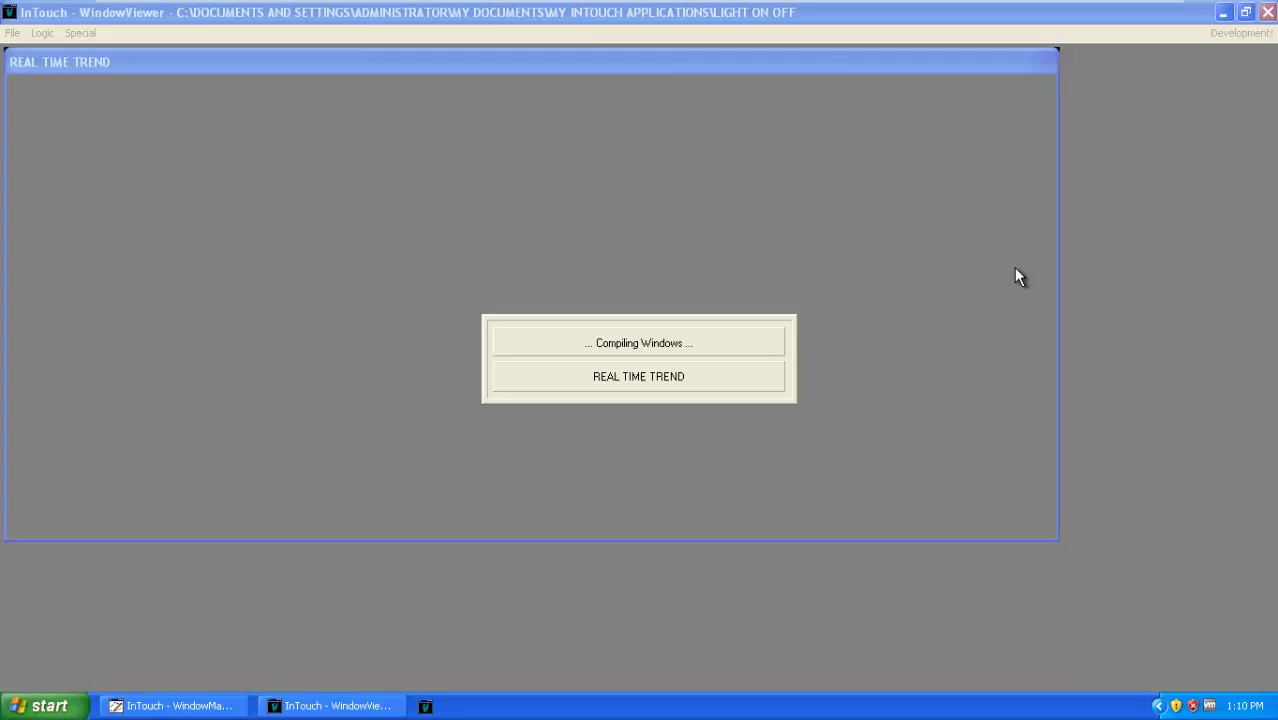 InTouch - WindowViewer - C:\DOCUMENTS AND SETTINGS\ADMINISTRATOR\MY DOCUMENTS\MY INTOUCH APPLICATIONS\LIGHT ON OFF
File Logic Special Development!
REAL TIME TREND
... Compiling Windows ...
REAL TIME TREND
start InTouch - WindowMa... InTouch - WindowVie... 1:10 PM